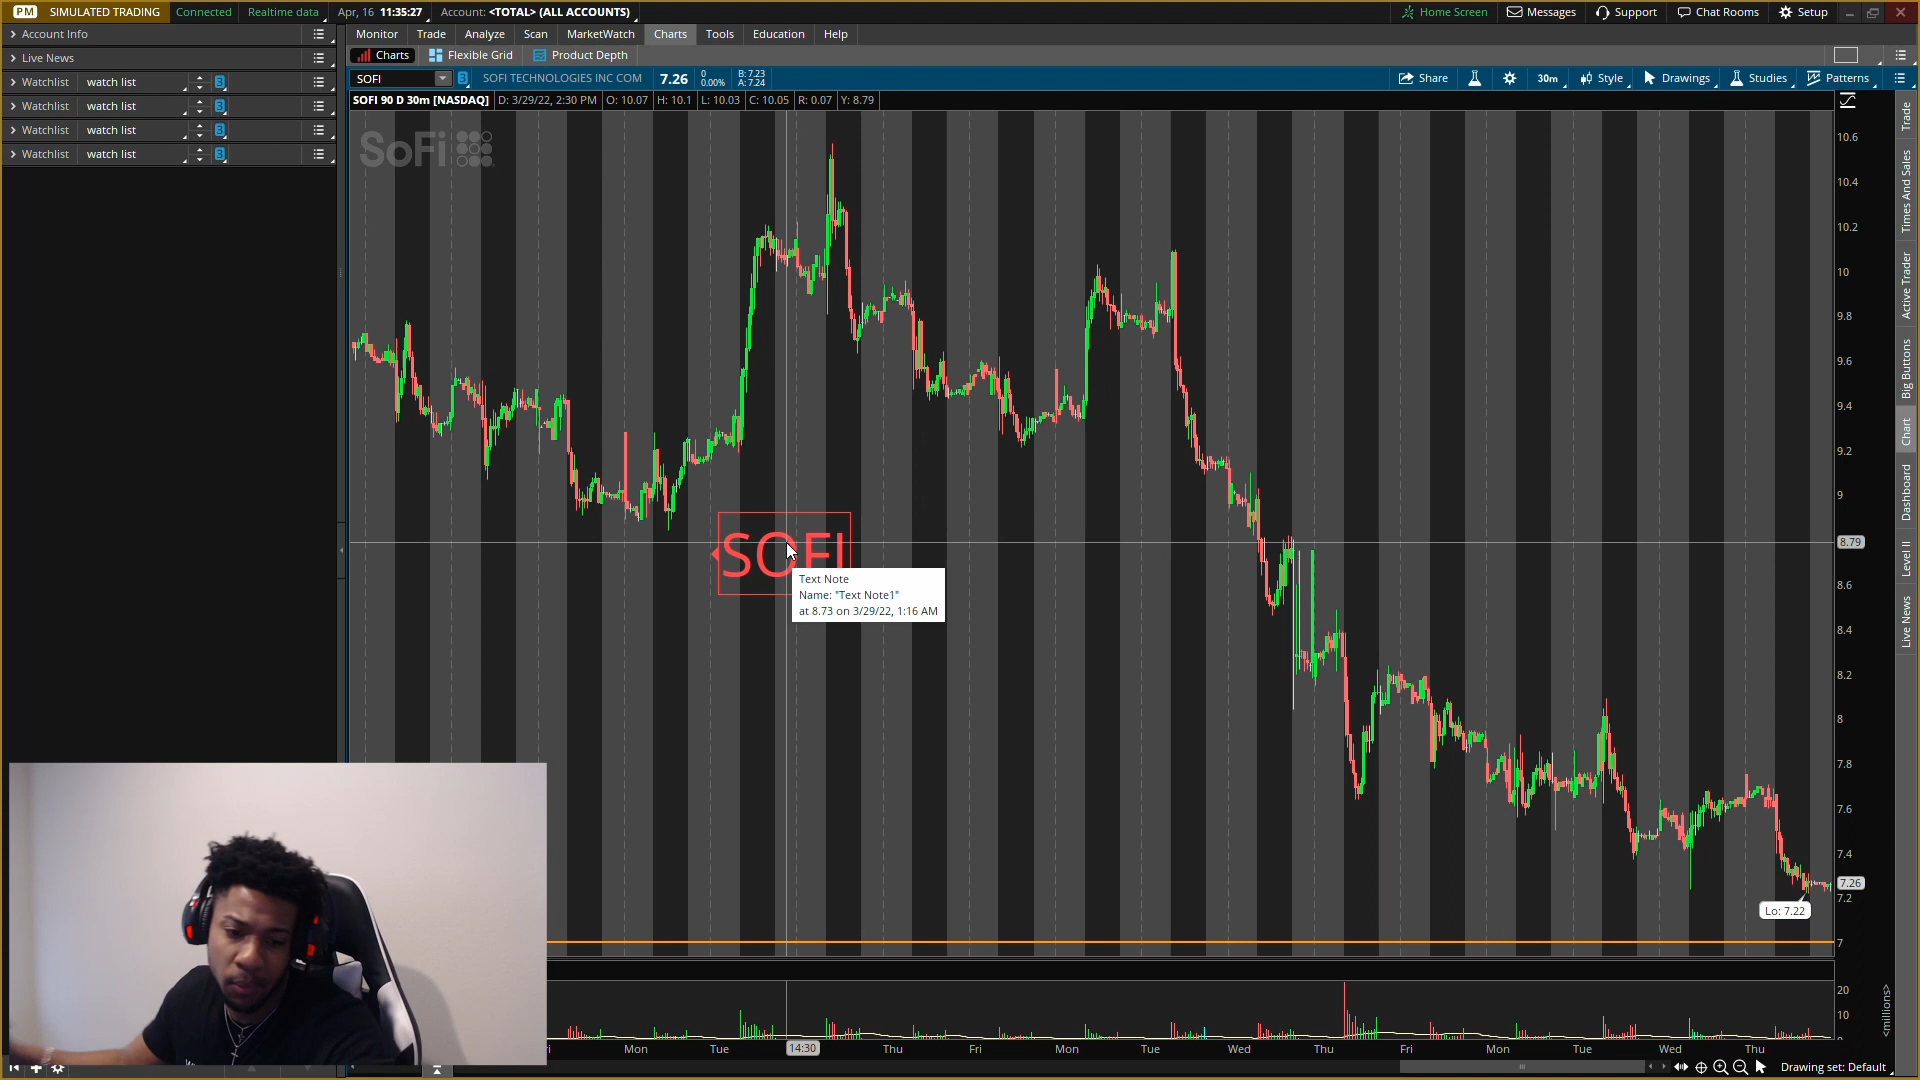 PM SIMULATED TRADING Connected Realtime data Apr, 16 11:35:27 Account: <TOTAL> (ALL ACCOUNTS) Home Screen Messages Support Chat Rooms Setup
Account Info
Live News
Watchlist watch list 3
Watchlist watch list 3
Watchlist watch list 3
Watchlist watch list 3
Monitor Trade Analyze Scan MarketWatch Charts Tools Education Help
Charts Flexible Grid Product Depth
SOFI 3 SOFI TECHNOLOGIES INC COM 7.26 0 B: 7.23
0.00% A: 7.24
Share 30m Style Drawings Studies Patterns
SOFI 90 D 30m [NASDAQ] D: 3/29/22, 2:30 PM O: 10.07 H: 10.1 L: 10.03 C: 10.05 R: 0.07 Y: 8.79
SoFi
10.6
10.4
10.2
10
9.8
9.6
9.4
9.2
9
8.79
8.6
8.4
8.2
8
7.8
7.6
7.4
7.26
7.2
7
SOFI
Text Note
Name: "Text Note1"
at 8.73 on 3/29/22, 1:16 AM
Lo: 7.22
20
10
<millions>
Mon Tue 14:30 Thu Fri Mon Tue Wed Thu Fri Mon Tue Wed Thu
Drawing set: Default
Trade
Times And Sales
Active Trader
Big Buttons
Chart
Dashboard
Level II
Live News